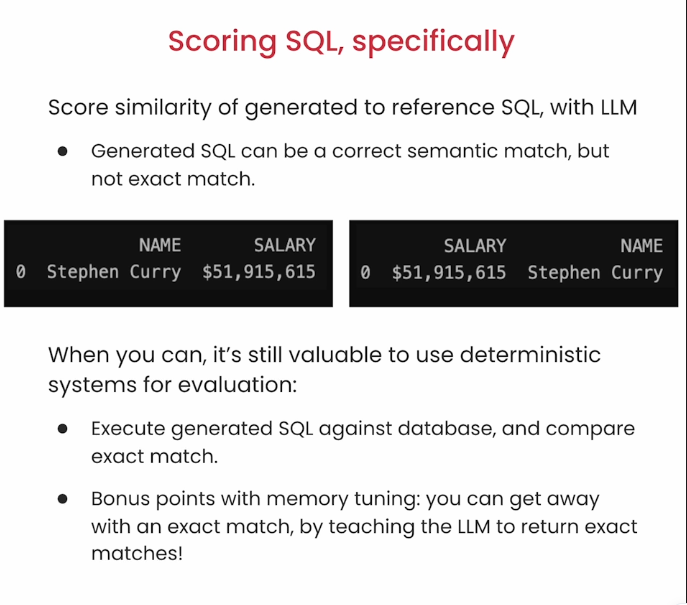 Scoring SQL, specifically
Score similarity of generated to reference SQL, with LLM
● Generated SQL can be a correct semantic match, but
not exact match.
NAME SALARY
0 Stephen Curry $51,915,615
SALARY NAME
0 $51,915,615 Stephen Curry
When you can, it’s still valuable to use deterministic
systems for evaluation:
● Execute generated SQL against database, and compare
exact match.
● Bonus points with memory tuning: you can get away
with an exact match, by teaching the LLM to return exact
matches!